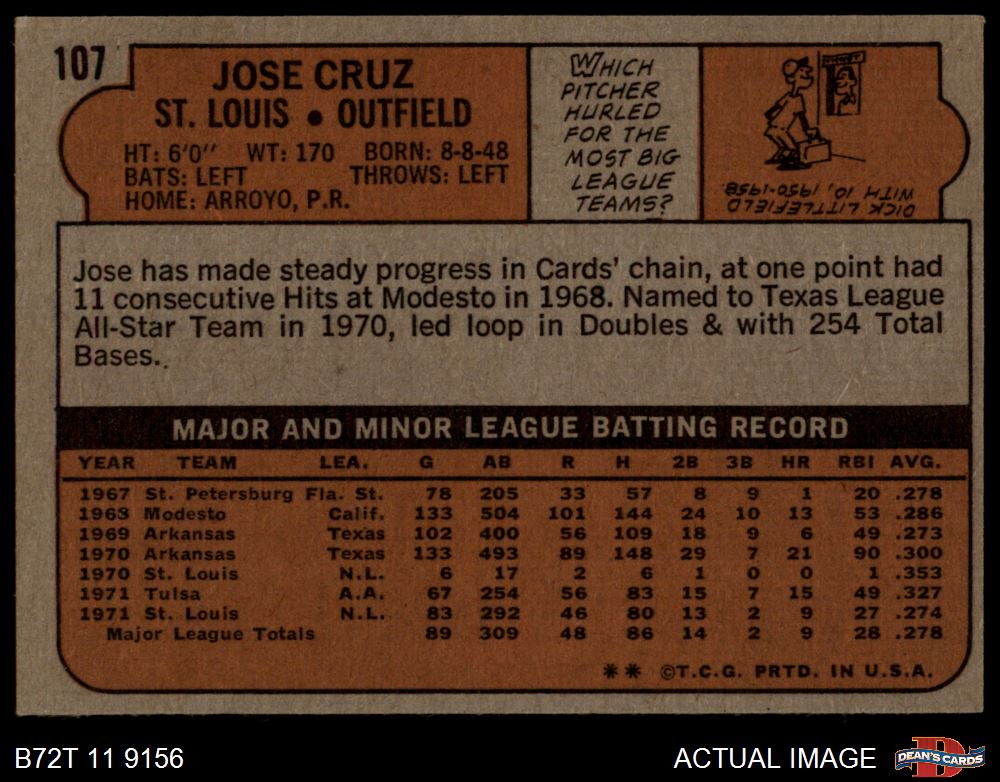 107
JOSE CRUZ
ST. LOUIS • OUTFIELD
HT: 6'0" WT: 170 BORN: 8-8-48
BATS: LEFT THROWS: LEFT
HOME: ARROYO, P.R.
WHICH
PITCHER
HURLED
FOR THE
MOST BIG
LEAGUE
TEAMS?
DICK LITTLEFIELD
WITH 10, 1950-1958.
Jose has made steady progress in Cards' chain, at one point had
11 consecutive Hits at Modesto in 1968. Named to Texas League
All-Star Team in 1970, led loop in Doubles & with 254 Total
Bases.
MAJOR AND MINOR LEAGUE BATTING RECORD
YEAR TEAM LEA. G AB R H 2B 3B HR RBI AVG.
1967 St. Petersburg Fla. St. 78 205 33 57 8 9 1 20 .278
1968 Modesto Calif. 133 504 101 144 24 10 13 53 .286
1969 Arkansas Texas 102 400 56 109 18 9 6 49 .273
1970 Arkansas Texas 133 493 89 148 29 7 21 90 .300
1970 St. Louis N.L. 6 17 2 6 1 0 0 1 .353
1971 Tulsa A.A. 67 254 56 83 15 7 15 49 .327
1971 St. Louis N.L. 83 292 46 80 13 2 9 27 .274
Major League Totals 89 309 48 86 14 2 9 28 .278
** ©T.C.G. PRTD. IN U.S.A.
B72T 11 9156
ACTUAL IMAGE
D
DEAN'S CARDS